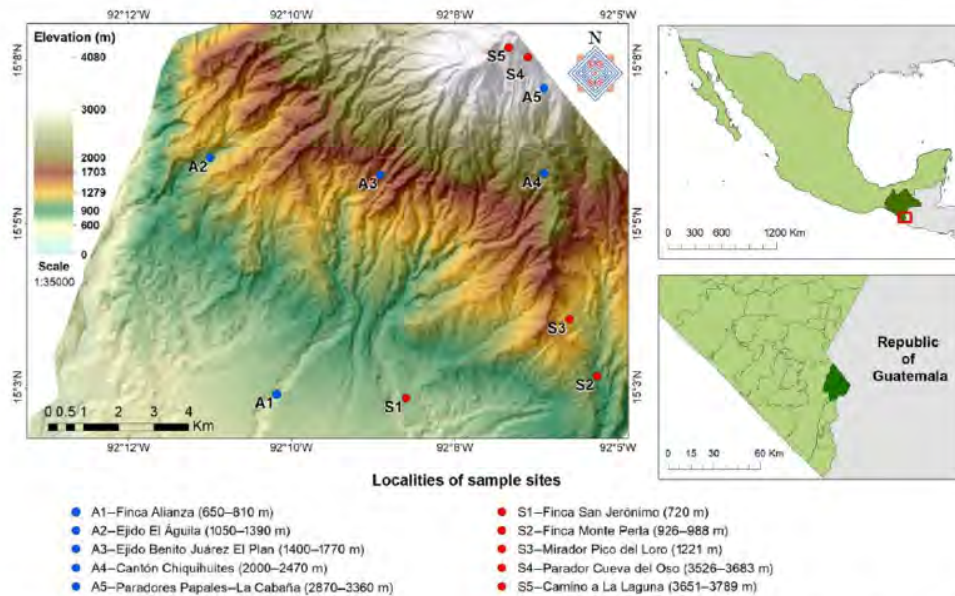 92°12'W 92°10'W 92°8'W 92°5'W
Elevation (m)
4080
3000
2000
1703
1279
900
600
0
Scale
1:35000
15°8'N
15°5'N
15°3'N
N
S5
S4
A5
A2
A3
A4
S3
S2
A1
S1
0 0.5 1 2 3 4
Km
15°8'N
15°5'N
15°3'N
92°12'W 92°10'W 92°8'W 92°5'W
0 300 600 1200 Km
Republic
of
Guatemala
0 15 30 60 Km
Localities of sample sites
A1–Finca Alianza (650–810 m)
A2–Ejido El Águila (1050–1390 m)
A3–Ejido Benito Juárez El Plan (1400–1770 m)
A4–Cantón Chiquihuites (2000–2470 m)
A5–Paradores Papales–La Cabaña (2870–3360 m)
S1–Finca San Jerónimo (720 m)
S2–Finca Monte Perla (926–988 m)
S3–Mirador Pico del Loro (1221 m)
S4–Parador Cueva del Oso (3526–3683 m)
S5–Camino a La Laguna (3651–3789 m)